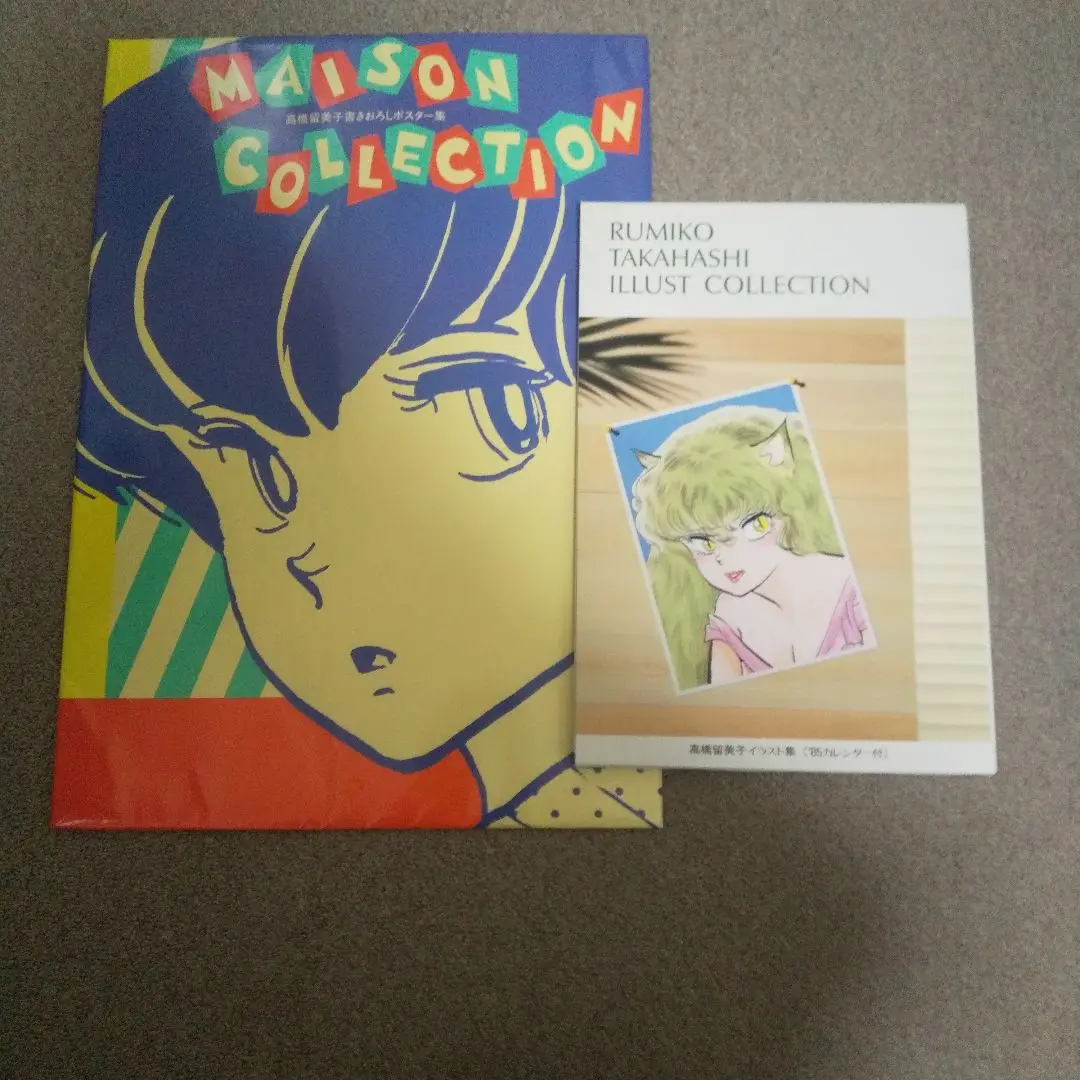 MAISON
高橋留美子書きおろしポスター集
COLLECTION
RUMIKO
TAKAHASHI
ILLUST COLLECTION
高橋留美子イラスト集 〈'85カレンダー付〉